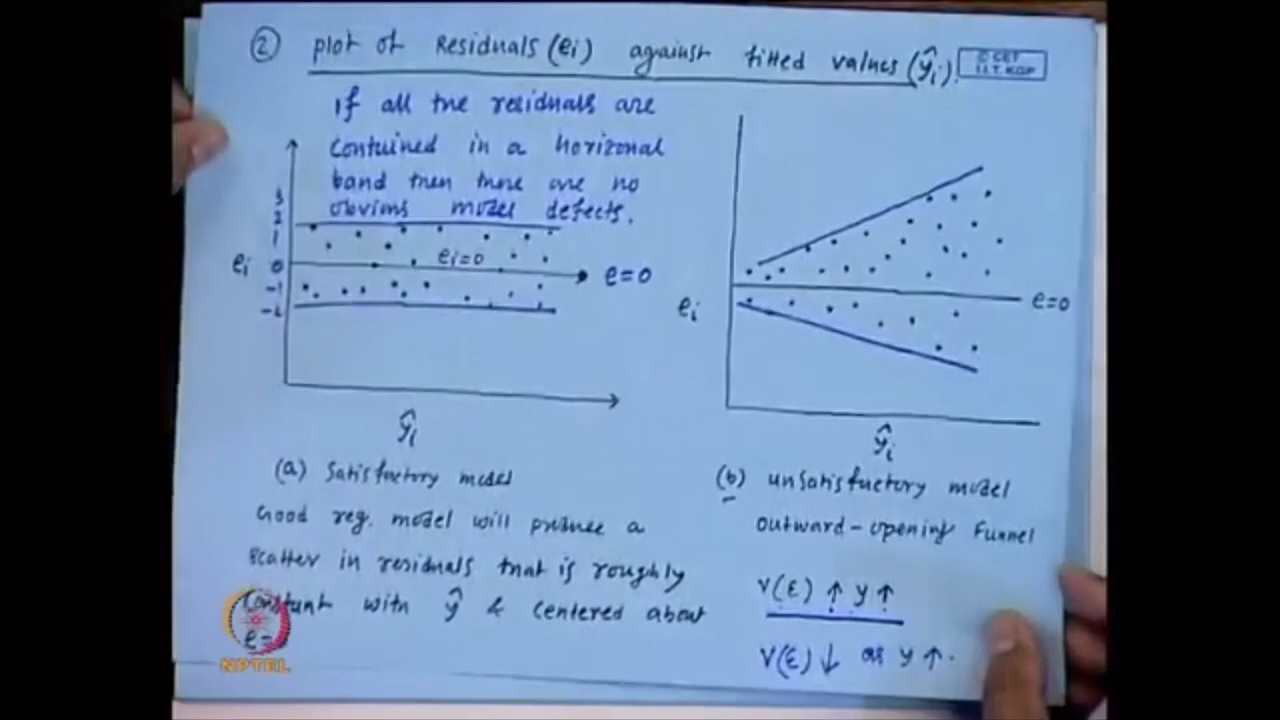 ② plot of Residuals (ei) against fitted values (ŷi).
© CET
I.I.T. KGP
If all the residuals are
contained in a horizonal
band then there are no
obvious model defects.
3
2
1
0
-1
-2
ei
ei=0
e=0
ŷi
(a) Satisfactory model
Good reg. model will produce a
scatter in residuals that is roughly
constant with ŷ & centered about
e=
NPTEL
ei
e=0
ŷi
(b) unsatisfactory model
outward-opening Funnel
V(ε) ↑ y ↑
V(ε) ↓ as y ↑.